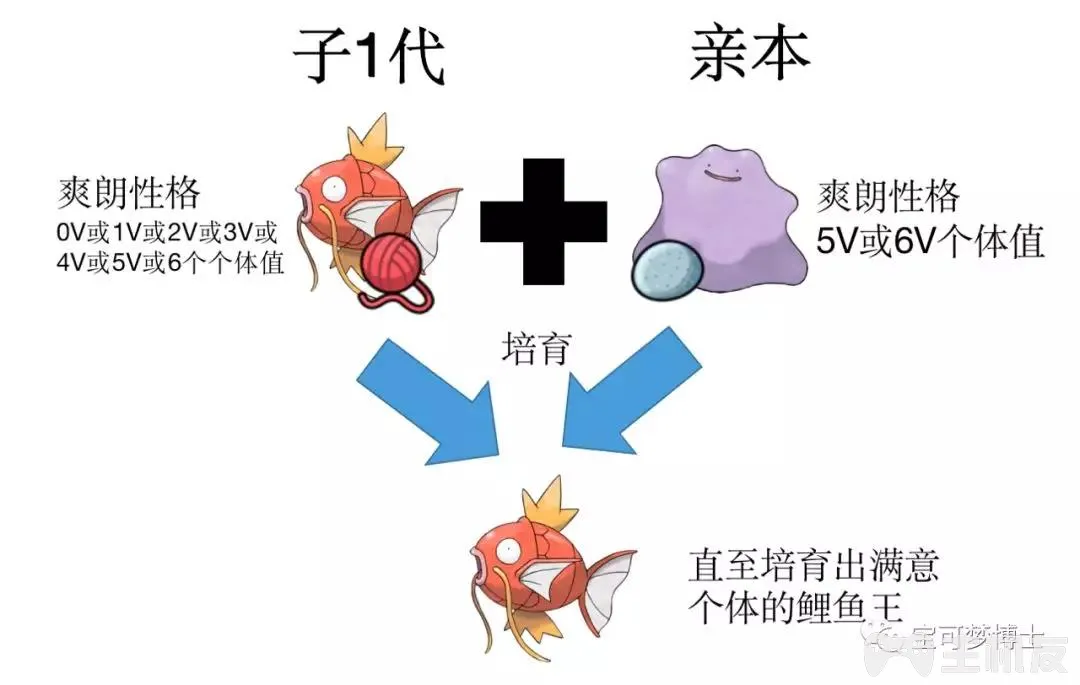 子1代
亲本
爽朗性格
0V或1V或2V或3V或
4V或5V或6个个体值
爽朗性格
5V或6V个体值
培育
直至培育出满意
个体的鲤鱼王
宝可梦博士
主机友